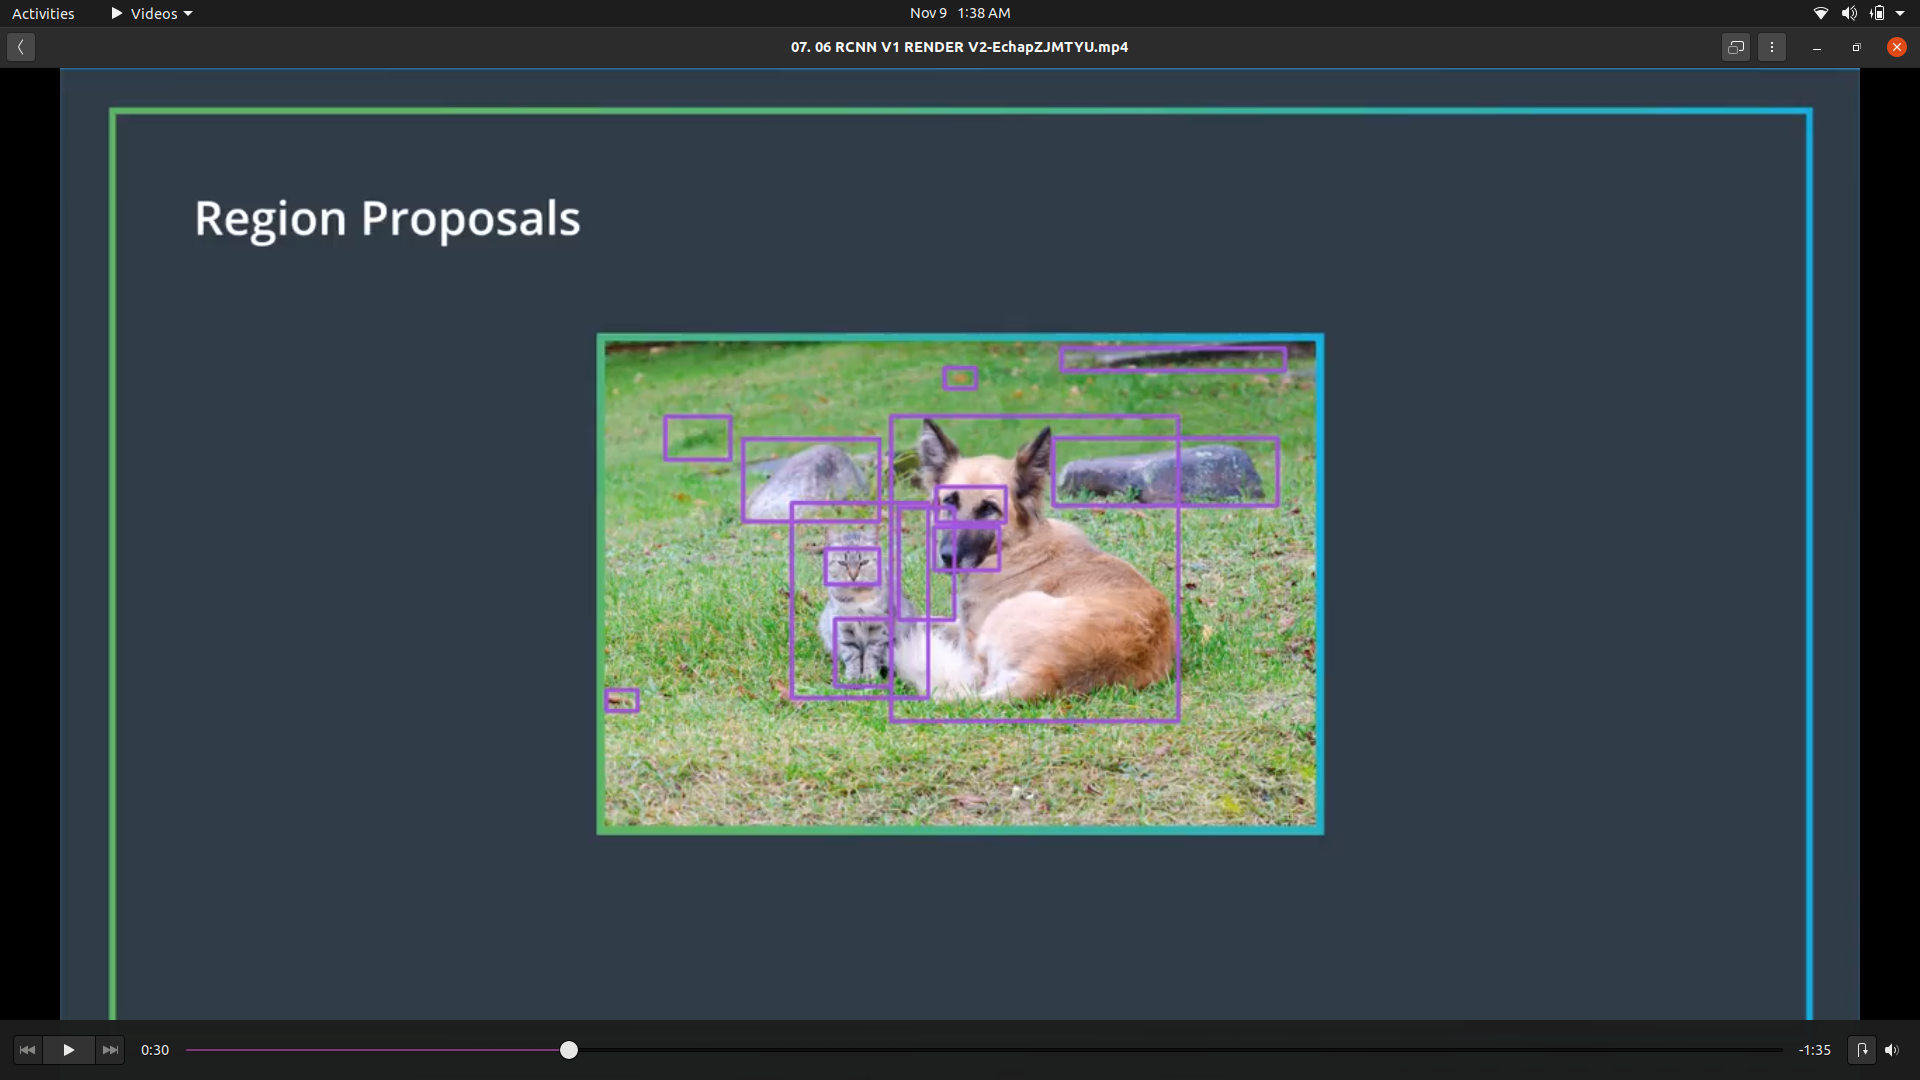 Activities
Videos
Nov 9 1:38 AM
07. 06 RCNN V1 RENDER V2-EchapZJMTYU.mp4
Region Proposals
0:30
-1:35